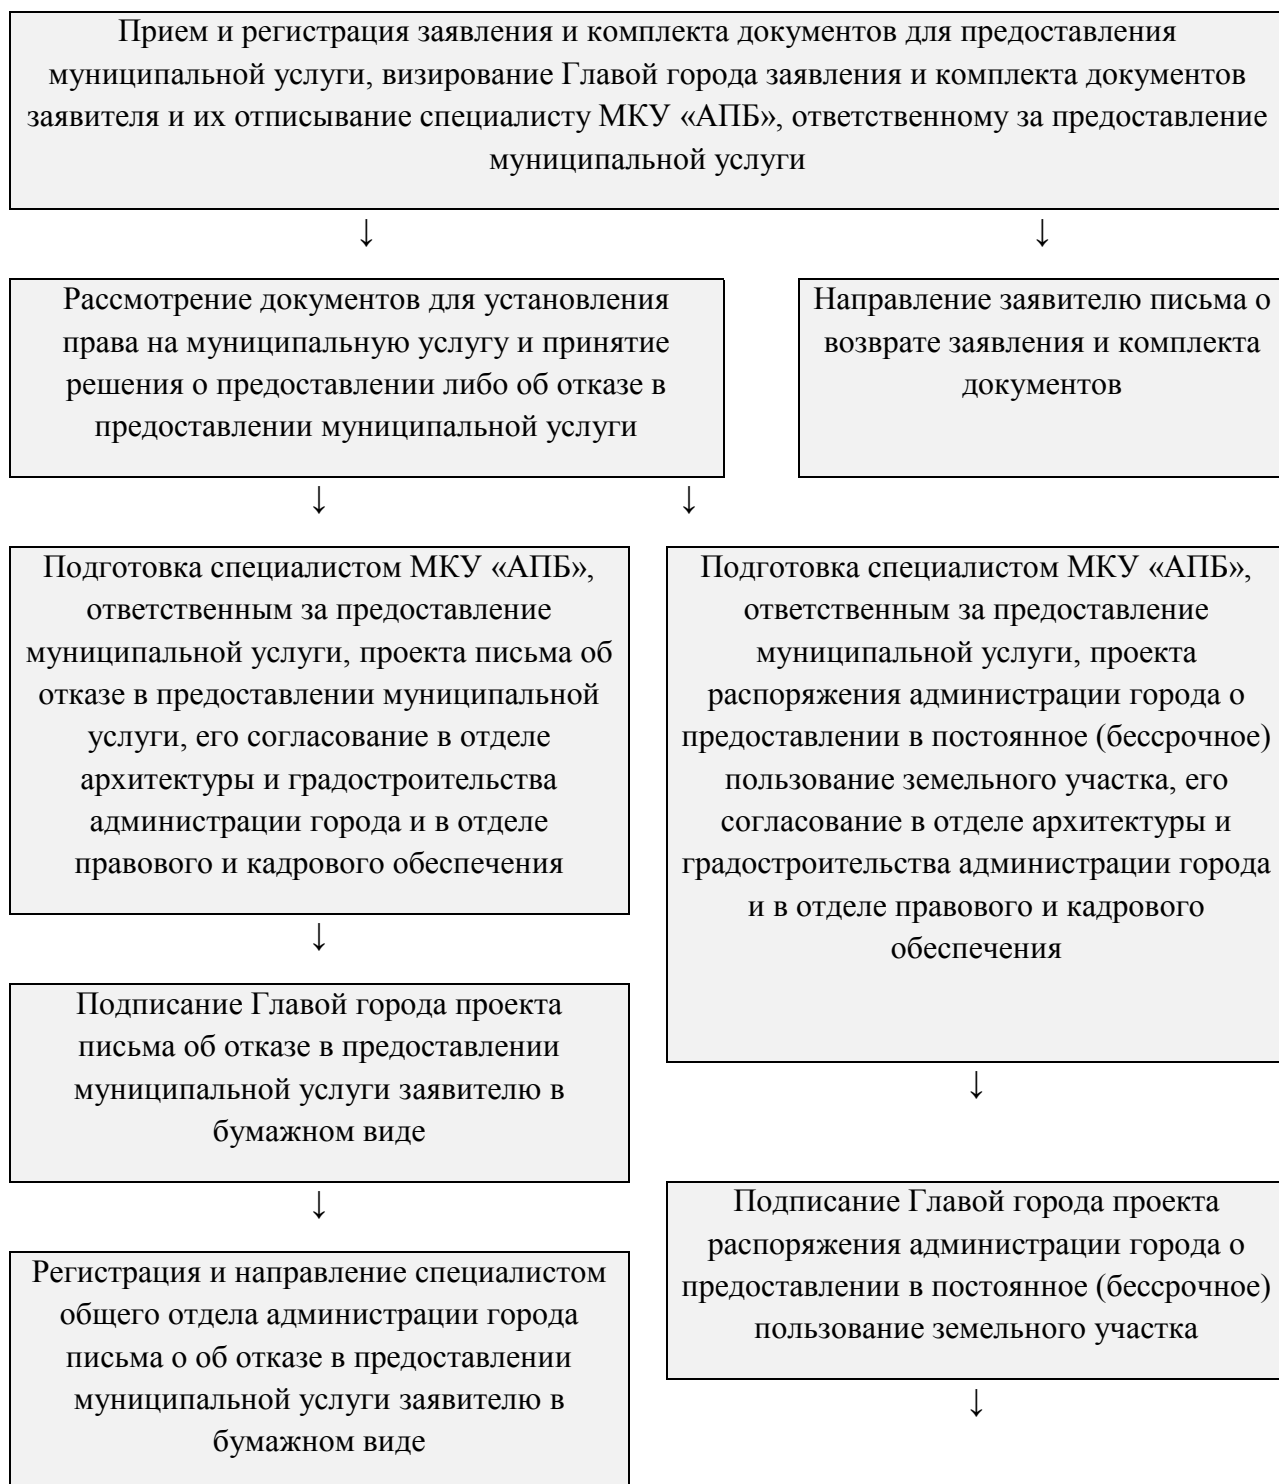 Прием и регистрация заявления и комплекта документов для предоставления
муниципальной услуги, визирование Главой города заявления и комплекта документов
заявителя и их отписывание специалисту МКУ «АПБ», ответственному за предоставление
муниципальной услуги
↓ ↓
Рассмотрение документов для установления
права на муниципальную услугу и принятие
решения о предоставлении либо об отказе в
предоставлении муниципальной услуги
Направление заявителю письма о
возврате заявления и комплекта
документов
↓ ↓
Подготовка специалистом МКУ «АПБ»,
ответственным за предоставление
муниципальной услуги, проекта письма об
отказе в предоставлении муниципальной
услуги, его согласование в отделе
архитектуры и градостроительства
администрации города и в отделе
правового и кадрового обеспечения
↓
Подписание Главой города проекта
письма об отказе в предоставлении
муниципальной услуги заявителю в
бумажном виде
↓
Регистрация и направление специалистом
общего отдела администрации города
письма о об отказе в предоставлении
муниципальной услуги заявителю в
бумажном виде
Подготовка специалистом МКУ «АПБ»,
ответственным за предоставление
муниципальной услуги, проекта
распоряжения администрации города о
предоставлении в постоянное (бессрочное)
пользование земельного участка, его
согласование в отделе архитектуры и
градостроительства администрации города
и в отделе правового и кадрового
обеспечения
↓
Подписание Главой города проекта
распоряжения администрации города о
предоставлении в постоянное (бессрочное)
пользование земельного участка
↓